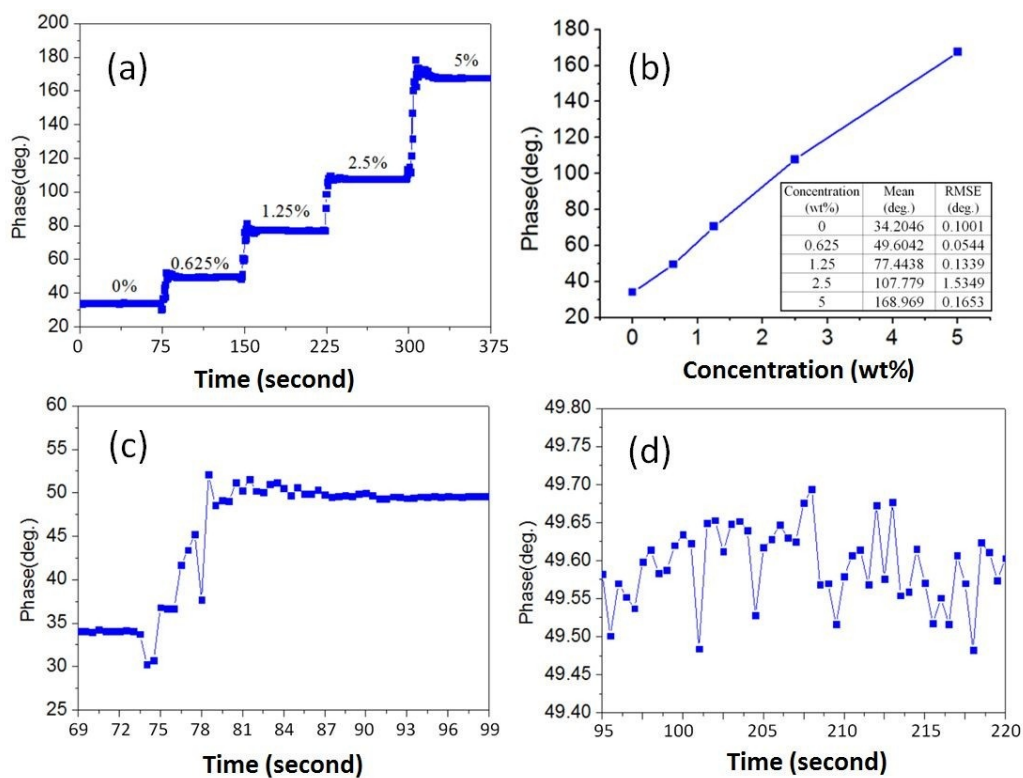 (a)
Phase(deg.)
200
180
160
140
120
100
80
60
40
20
0%
0.625%
1.25%
2.5%
5%
0 75 150 225 300 375
Time (second)
(b)
Phase(deg.)
180
160
140
120
100
80
60
40
20
Concentration (wt%) Mean (deg.) RMSE (deg.)
0 34.2046 0.1001
0.625 49.6042 0.0544
1.25 77.4438 0.1339
2.5 107.779 1.5349
5 168.969 0.1653
0 1 2 3 4 5
Concentration (wt%)
(c)
Phase(deg.)
60
55
50
45
40
35
30
25
69 72 75 78 81 84 87 90 93 96 99
Time (second)
(d)
Phase(deg.)
49.80
49.75
49.70
49.65
49.60
49.55
49.50
49.45
49.40
95 100 205 210 215 220
Time (second)